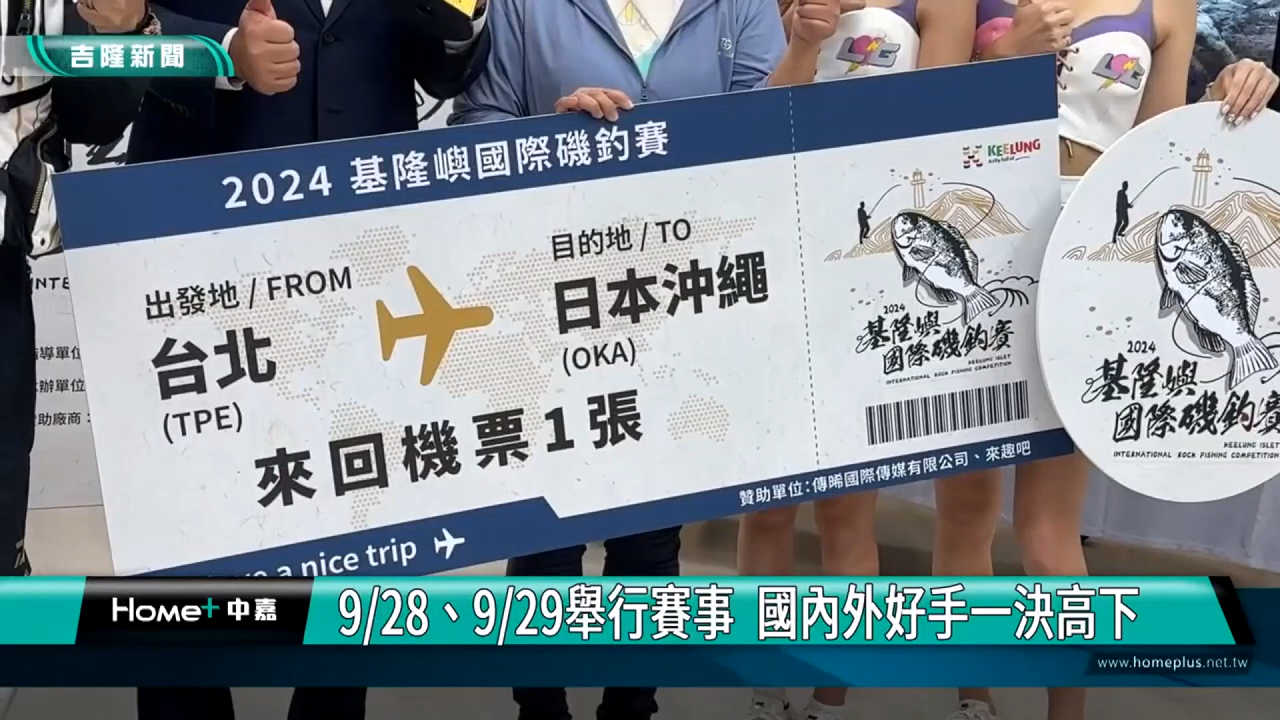 吉隆新聞
2024 基隆嶼國際磯釣賽
KEELUNG
出發地 / FROM
台北
(TPE)
目的地 / TO
日本沖繩
(OKA)
來回機票1張
2024
基隆嶼
國際磯釣賽
KEELUNG ISLET
INTERNATIONAL ROCK FISHING COMPETITION
贊助單位:傳晞國際傳媒有限公司、來趣吧
a nice trip
2024
基隆嶼
國際磯釣賽
KEELUNG ISLET
INTERNATIONAL ROCK FISHING COMPETITION
Home+ 中嘉
9/28、9/29舉行賽事 國內外好手一決高下
www.homeplus.net.tw